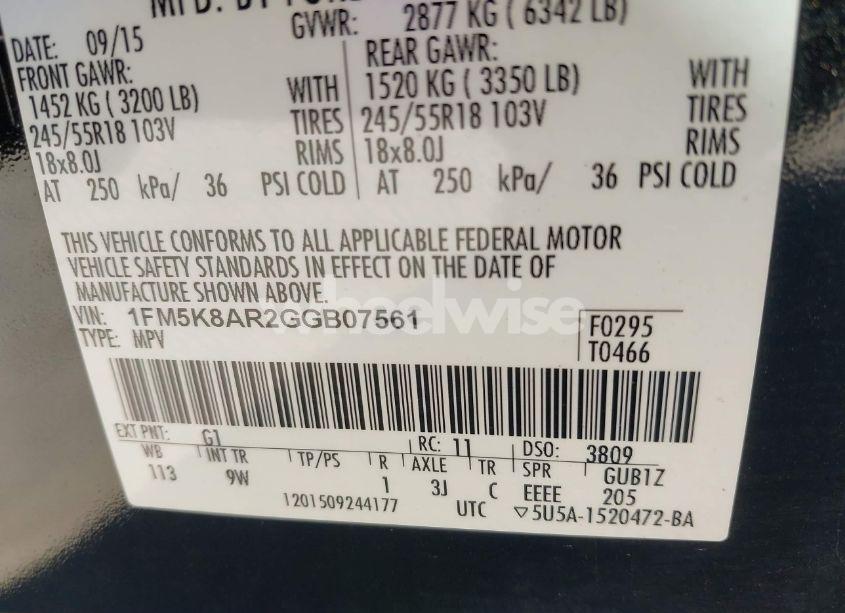 MFD. BY FORD
GVWR: 2877 KG ( 6342 LB)
DATE: 09/15
FRONT GAWR: REAR GAWR:
1452 KG ( 3200 LB) WITH 1520 KG ( 3350 LB) WITH
245/55R18 103V TIRES 245/55R18 103V TIRES
18x8.0J RIMS 18x8.0J RIMS
AT 250 kPa/ 36 PSI COLD AT 250 kPa/ 36 PSI COLD
THIS VEHICLE CONFORMS TO ALL APPLICABLE FEDERAL MOTOR
VEHICLE SAFETY STANDARDS IN EFFECT ON THE DATE OF
MANUFACTURE SHOWN ABOVE.
wheelwise
VIN: 1FM5K8AR2GGB07561 F0295
TYPE: MPV T0466
EXT PNT: G1 RC: 11 DSO: 3809
WB INT TR TP/PS R AXLE TR SPR GUB1Z
113 9W 1 3J C EEEE 205
1201509244177 UTC ▽5U5A-1520472-BA